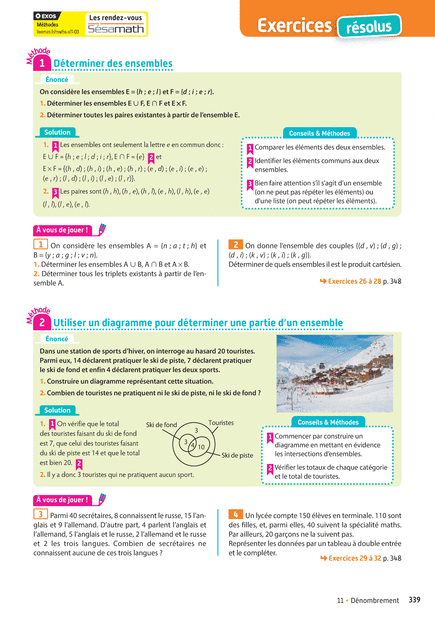 EXOS
Méthodes
Les rendez-vous
Sésamath
Exercices résolus
Méthode
1 Déterminer des ensembles
Énoncé
On considère les ensembles E = {h ; e ; l} et F = {d ; i ; e ; r}.
1. Déterminer les ensembles E ∪ F, E ∩ F et E × F.
2. Déterminer toutes les paires existantes à partir de l'ensemble E.
Solution
1. 1 Les ensembles ont seulement la lettre e en commun donc :
E ∪ F = {h ; e ; l ; d ; i ; r}, E ∩ F = {e} 2 et
E × F = {(h , d) ; (h , i) ; (h , e) ; (h , r) ; (e , d) ; (e , i) ; (e , e) ;
(e , r) ; (l , d) ; (l , i) ; (l , e) ; (l , r)}.
2. 3 Les paires sont (h , h), (h , e), (h , l), (e , h), (l , h), (e , e)
(l , l), (l , e), (e , l).
Conseils & Méthodes
1 Comparer les éléments des deux ensembles.
2 Identifier les éléments communs aux deux
ensembles.
3 Bien faire attention s'il s'agit d'un ensemble
(on ne peut pas répéter les éléments) ou
d'une liste (on peut répéter les éléments).
À vous de jouer !
1 On considère les ensembles A = {n ; a ; t ; h} et
B = {y ; a ; g ; l ; v ; n}.
1. Déterminer les ensembles A ∪ B, A ∩ B et A × B.
2. Déterminer tous les triplets existants à partir de l'en-
semble A.
2 On donne l'ensemble des couples {(d , v) ; (d , g) ;
(d , i) ; (k , v) ; (k , i) ; (k , g)}.
Déterminer de quels ensembles il est le produit cartésien.
Exercices 26 à 28 p. 348
Méthode
2 Utiliser un diagramme pour déterminer une partie d'un ensemble
Énoncé
Dans une station de sports d'hiver, on interroge au hasard 20 touristes.
Parmi eux, 14 déclarent pratiquer le ski de piste, 7 déclarent pratiquer
le ski de fond et enfin 4 déclarent pratiquer les deux sports.
1. Construire un diagramme représentant cette situation.
2. Combien de touristes ne pratiquent ni le ski de piste, ni le ski de fond ?
Solution
1. 1 On vérifie que le total
des touristes faisant du ski de fond
est 7, que celui des touristes faisant
du ski de piste est 14 et que le total
est bien 20. 2
2. Il y a donc 3 touristes qui ne pratiquent aucun sport.
Ski de fond
Touristes
3
3 4 10
Ski de piste
Conseils & Méthodes
1 Commencer par construire un
diagramme en mettant en évidence
les intersections d'ensembles.
2 Vérifier les totaux de chaque catégorie
et le total de touristes.
À vous de jouer !
3 Parmi 40 secrétaires, 8 connaissent le russe, 15 l'an-
glais et 9 l'allemand. D'autre part, 4 parlent l'anglais et
l'allemand, 5 l'anglais et le russe, 2 l'allemand et le russe
et 2 les trois langues. Combien de secrétaires ne
connaissent aucune de ces trois langues ?
4 Un lycée compte 150 élèves en terminale. 110 sont
des filles, et, parmi elles, 40 suivent la spécialité maths.
Par ailleurs, 20 garçons ne la suivent pas.
Représenter les données par un tableau à double entrée
et le compléter.
Exercices 29 à 32 p. 348
11 • Dénombrement 339